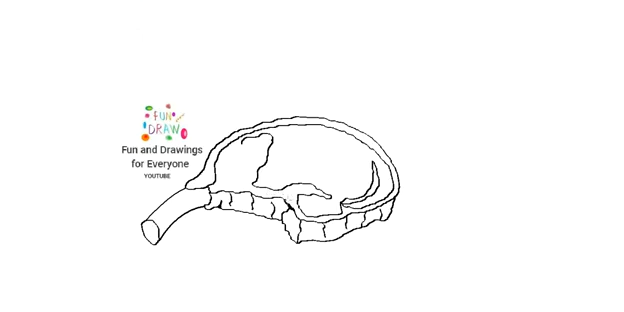 FUN
DRAW
Fun and Drawings
for Everyone
YOUTUBE